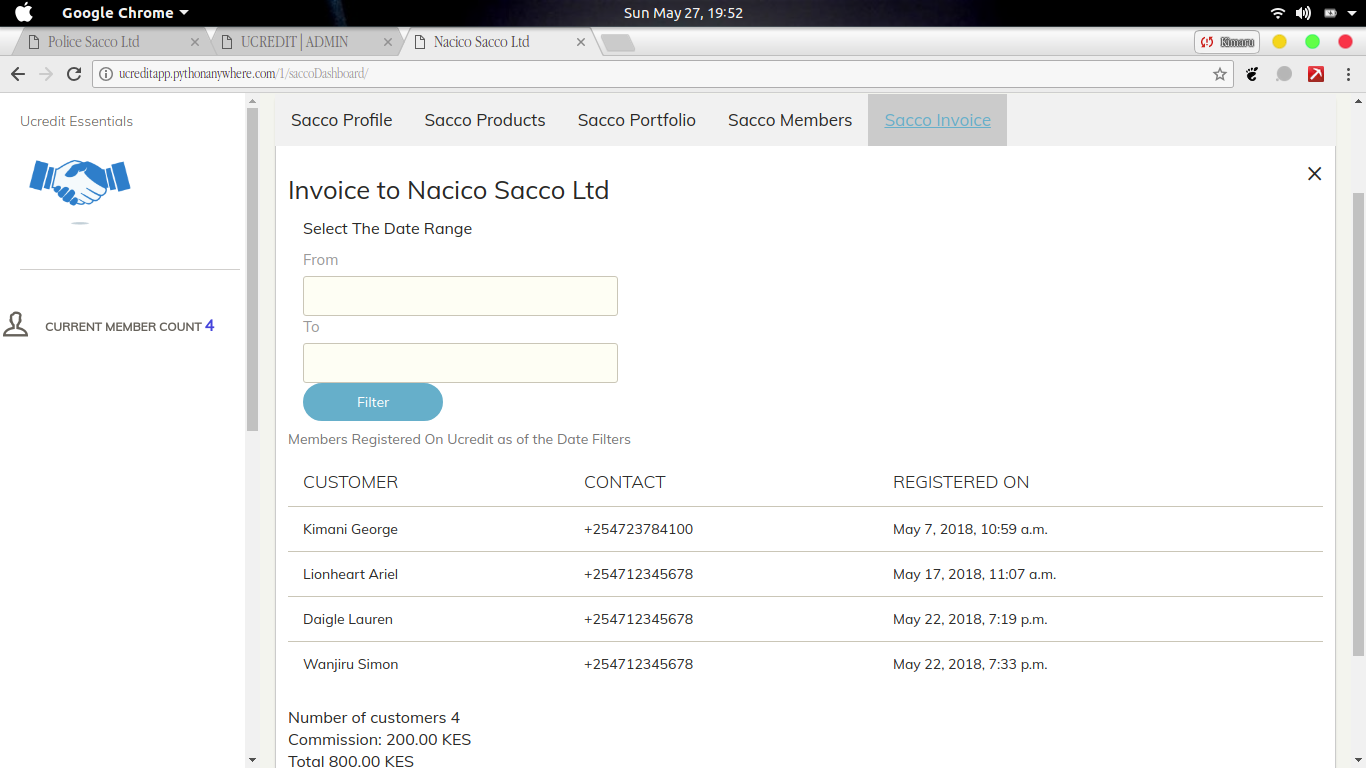 Google Chrome
Sun May 27, 19:52
Police Sacco Ltd
UCREDIT | ADMIN
Nacico Sacco Ltd
Kimaru
ucreditapp.pythonanywhere.com/1/saccoDashboard/
Ucredit Essentials
CURRENT MEMBER COUNT 4
Sacco Profile Sacco Products Sacco Portfolio Sacco Members Sacco Invoice
Invoice to Nacico Sacco Ltd
Select The Date Range
From
To
Filter
Members Registered On Ucredit as of the Date Filters
CUSTOMER CONTACT REGISTERED ON
Kimani George +254723784100 May 7, 2018, 10:59 a.m.
Lionheart Ariel +254712345678 May 17, 2018, 11:07 a.m.
Daigle Lauren +254712345678 May 22, 2018, 7:19 p.m.
Wanjiru Simon +254712345678 May 22, 2018, 7:33 p.m.
Number of customers 4
Commission: 200.00 KES
Total 800.00 KES